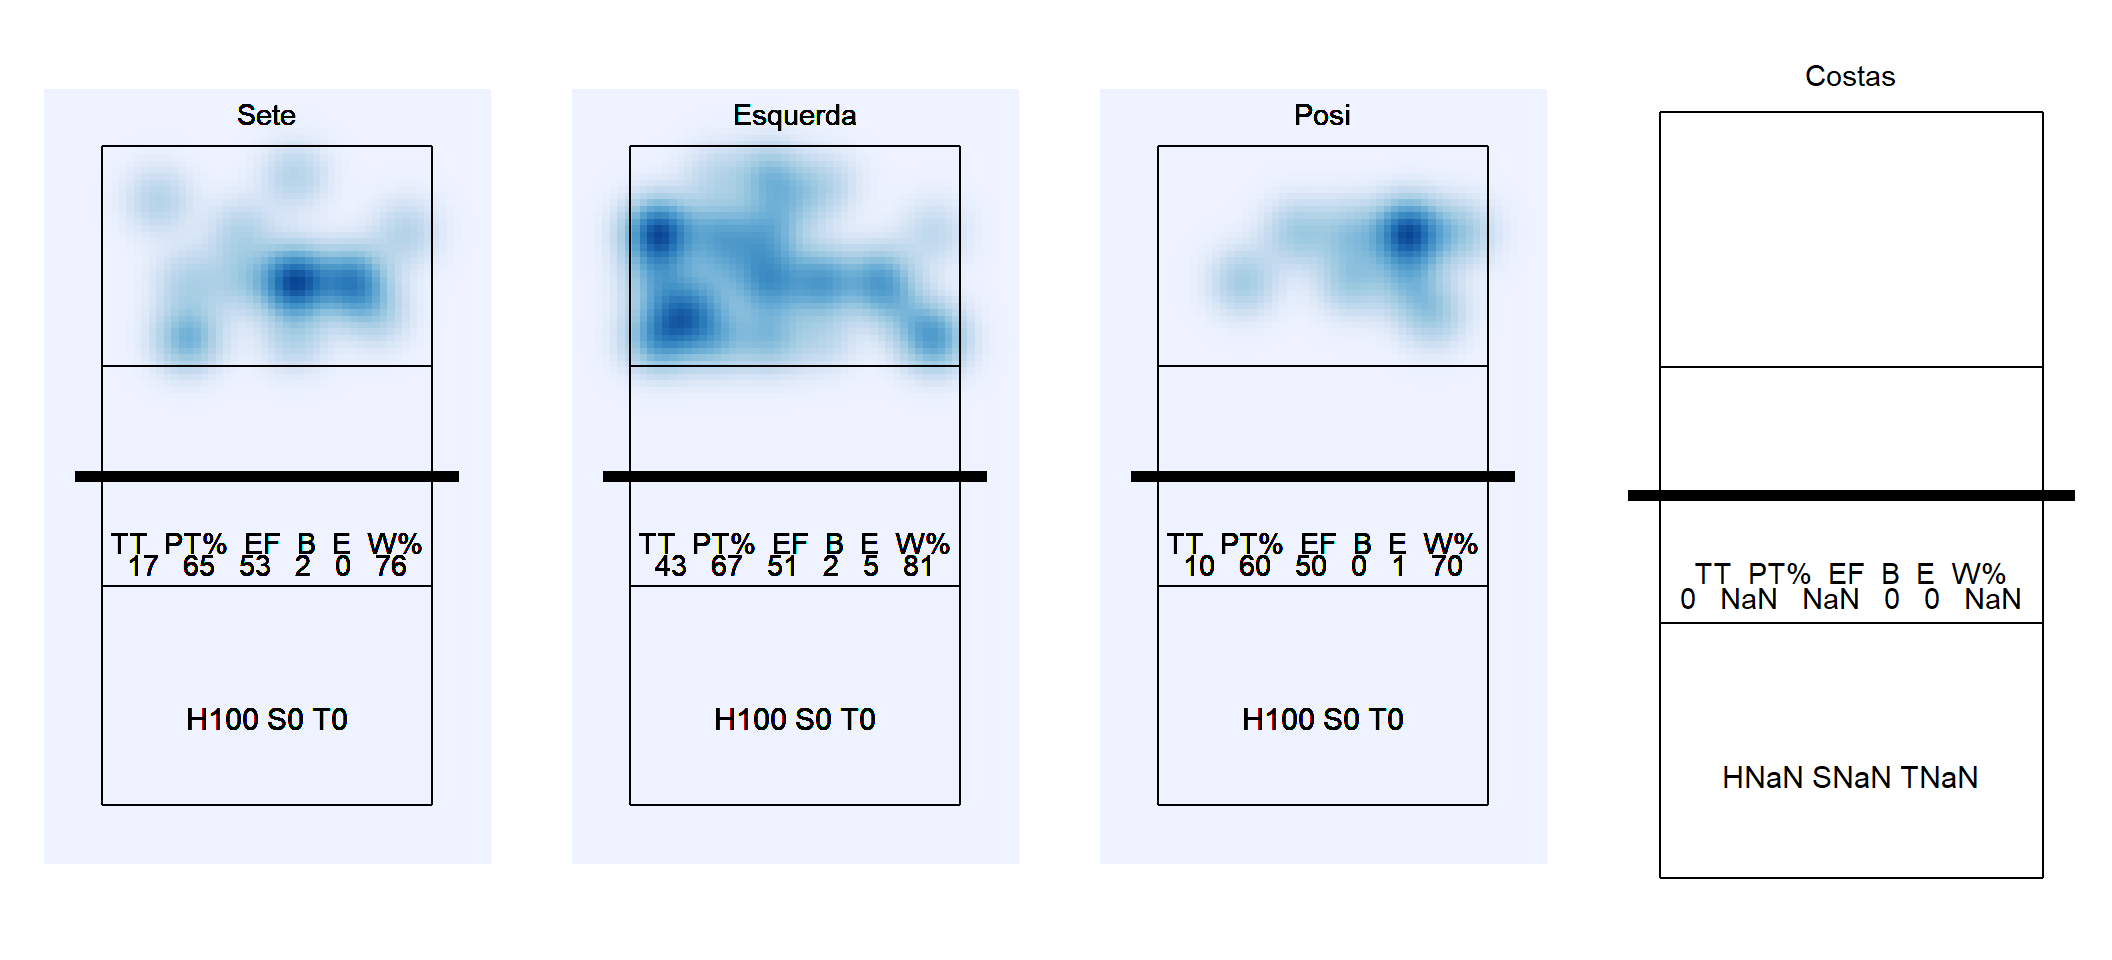 Sete
TT PT% EF B E W%
17 65 53 2 0 76
H100 S0 T0
Esquerda
TT PT% EF B E W%
43 67 51 2 5 81
H100 S0 T0
Posi
TT PT% EF B E W%
10 60 50 0 1 70
H100 S0 T0
Costas
TT PT% EF B E W%
0 NaN NaN 0 0 NaN
HNaN SNaN TNaN